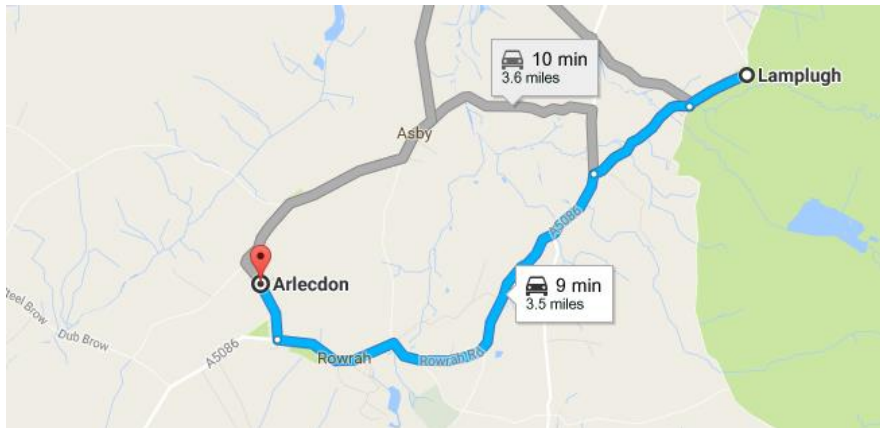 10 min
3.6 miles
Lamplugh
Asby
A5086
Arlecdon
9 min
3.5 miles
Dub Brow
A5086
Rowrah
Rowrah Rd